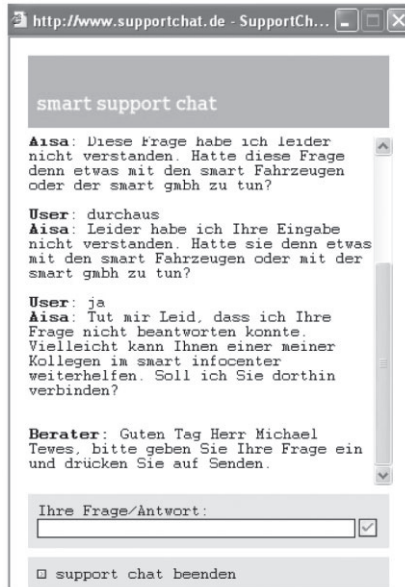 http://www.supportchat.de - SupportCh...
smart support chat
Aisa: Diese Frage habe ich leider
nicht verstanden. Hatte diese Frage
denn etwas mit den smart Fahrzeugen
oder der smart gmbh zu tun?
User: durchaus
Aisa: Leider habe ich Ihre Eingabe
nicht verstanden. Hatte sie denn etwas
mit den smart Fahrzeugen oder mit der
smart gmbh zu tun?
User: ja
Aisa: Tut mir Leid, dass ich Ihre
Frage nicht beantworten konnte.
Vielleicht kann Ihnen einer meiner
Kollegen im smart infocenter
weiterhelfen. Soll ich Sie dorthin
verbinden?
Berater: Guten Tag Herr Michael
Tewes, bitte geben Sie Ihre Frage ein
und drücken Sie auf Senden.
Ihre Frage/Antwort:
support chat beenden